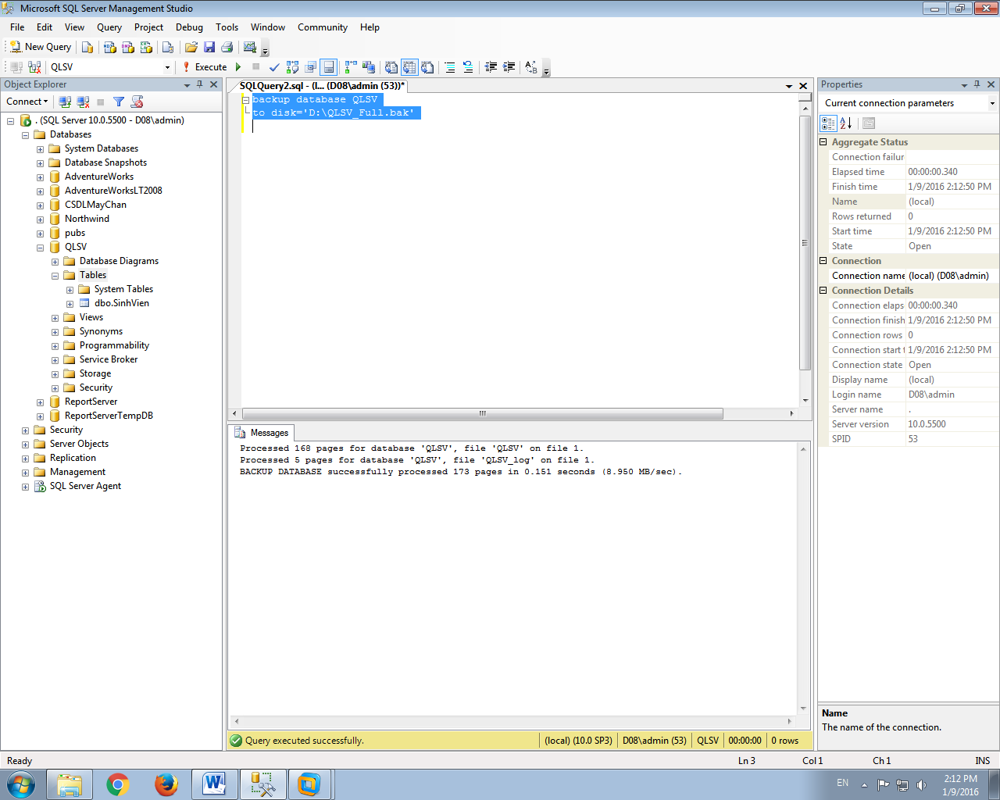 Microsoft SQL Server Management Studio
File Edit View Query Project Debug Tools Window Community Help
New Query
QLSV Execute
Object Explorer
Connect
. (SQL Server 10.0.5500 - D08\admin)
Databases
System Databases
Database Snapshots
AdventureWorks
AdventureWorksLT2008
CSDLMayChan
Northwind
pubs
QLSV
Database Diagrams
Tables
System Tables
dbo.SinhVien
Views
Synonyms
Programmability
Service Broker
Storage
Security
ReportServer
ReportServerTempDB
Security
Server Objects
Replication
Management
SQL Server Agent
SQLQuery2.sql - (l... (D08\admin (53))*
backup database QLSV
to disk='D:\QLSV_Full.bak'
Messages
Processed 168 pages for database 'QLSV', file 'QLSV' on file 1.
Processed 5 pages for database 'QLSV', file 'QLSV_log' on file 1.
BACKUP DATABASE successfully processed 173 pages in 0.151 seconds (8.950 MB/sec).
Query executed successfully. (local) (10.0 SP3) D08\admin (53) QLSV 00:00:00 0 rows
Properties
Current connection parameters
Aggregate Status
Connection failur
Elapsed time 00:00:00.340
Finish time 1/9/2016 2:12:50 PM
Name (local)
Rows returned 0
Start time 1/9/2016 2:12:50 PM
State Open
Connection
Connection name (local) (D08\admin)
Connection Details
Connection elaps 00:00:00.340
Connection finish 1/9/2016 2:12:50 PM
Connection rows 0
Connection start t 1/9/2016 2:12:50 PM
Connection state Open
Display name (local)
Login name D08\admin
Server name .
Server version 10.0.5500
SPID 53
Name
The name of the connection.
Ready Ln 3 Col 1 Ch 1 INS
EN 2:12 PM
1/9/2016